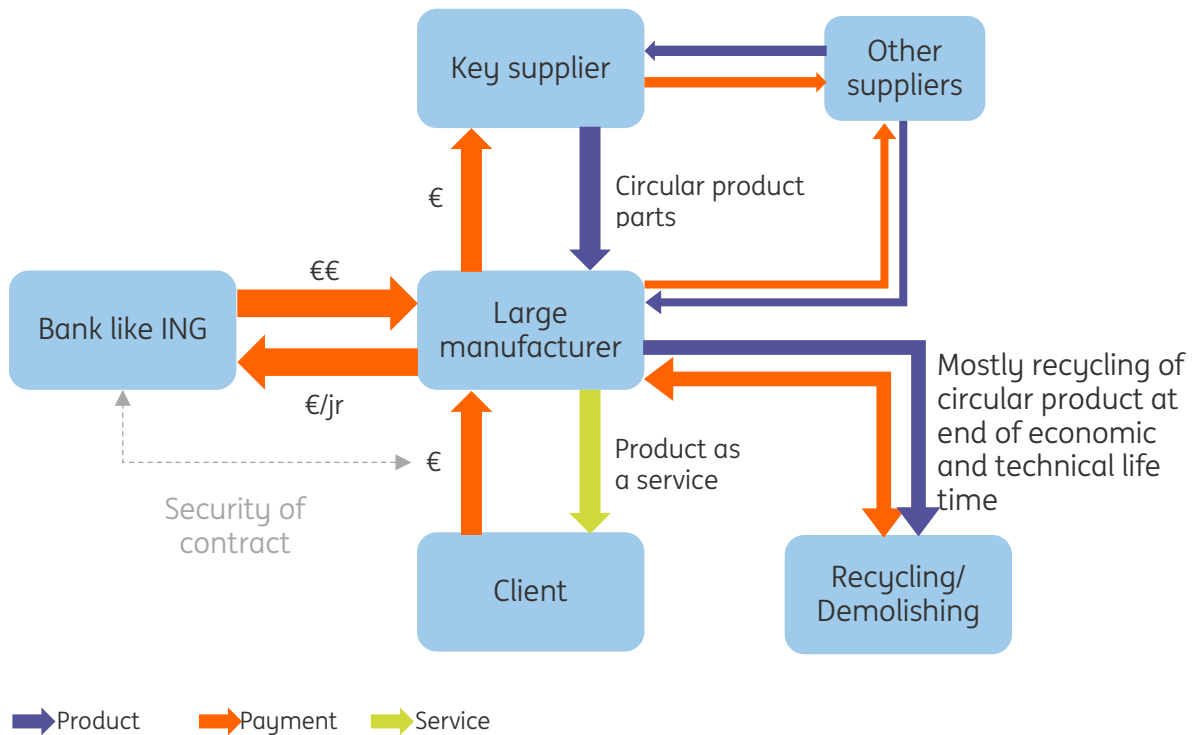 Key supplier
Other
suppliers
€
Circular product
parts
€€
Bank like ING
Large
manufacturer
€/jr
Mostly recycling of
circular product at
end of economic
and technical life
time
€
Product as
a service
Security of
contract
Client
Recycling/
Demolishing
Product
Payment
Service